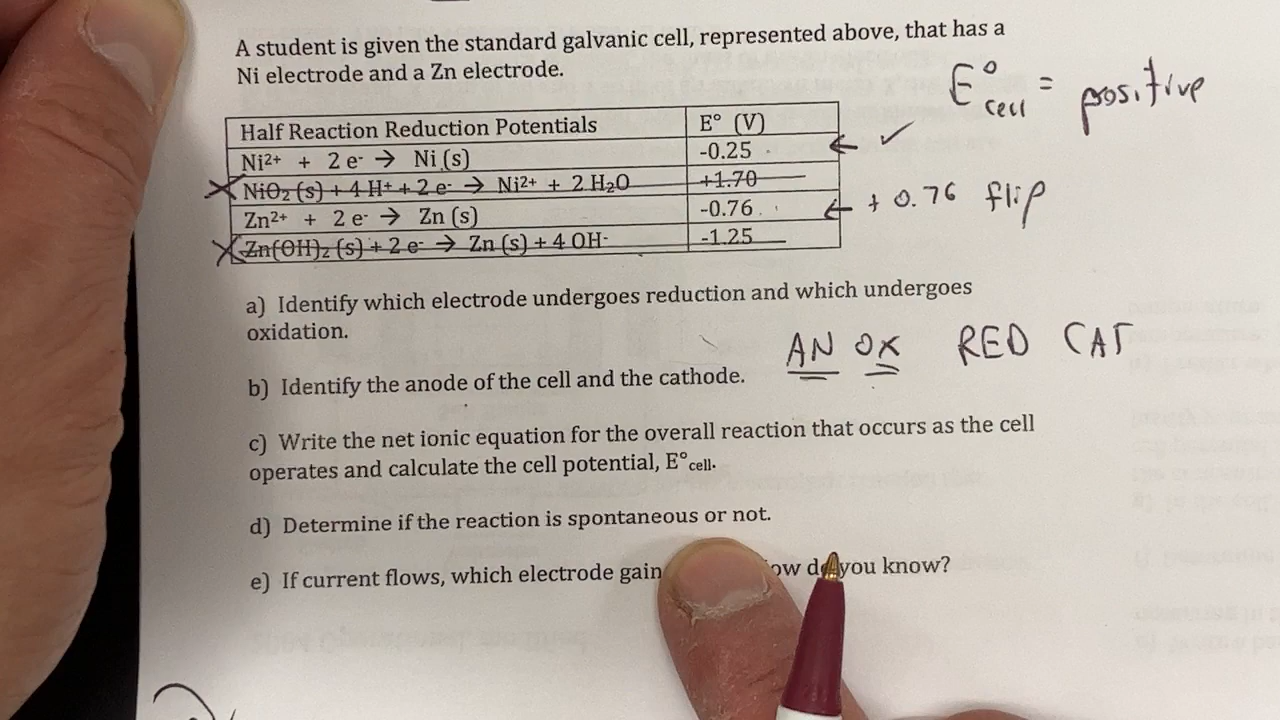 A student is given the standard galvanic cell, represented above, that has a
Ni electrode and a Zn electrode.
E°cell = positive
Half Reaction Reduction Potentials E° (V)
Ni2+ + 2 e- → Ni (s) -0.25 ← ✓
X NiO2 (s) + 4 H+ + 2 e- → Ni2+ + 2 H2O +1.70
Zn2+ + 2 e- → Zn (s) -0.76 ← + 0.76 flip
X Zn(OH)2 (s) + 2 e- → Zn (s) + 4 OH- -1.25
a) Identify which electrode undergoes reduction and which undergoes
oxidation.
AN OX RED CAT
b) Identify the anode of the cell and the cathode.
c) Write the net ionic equation for the overall reaction that occurs as the cell
operates and calculate the cell potential, E°cell.
d) Determine if the reaction is spontaneous or not.
e) If current flows, which electrode gain ow do you know?